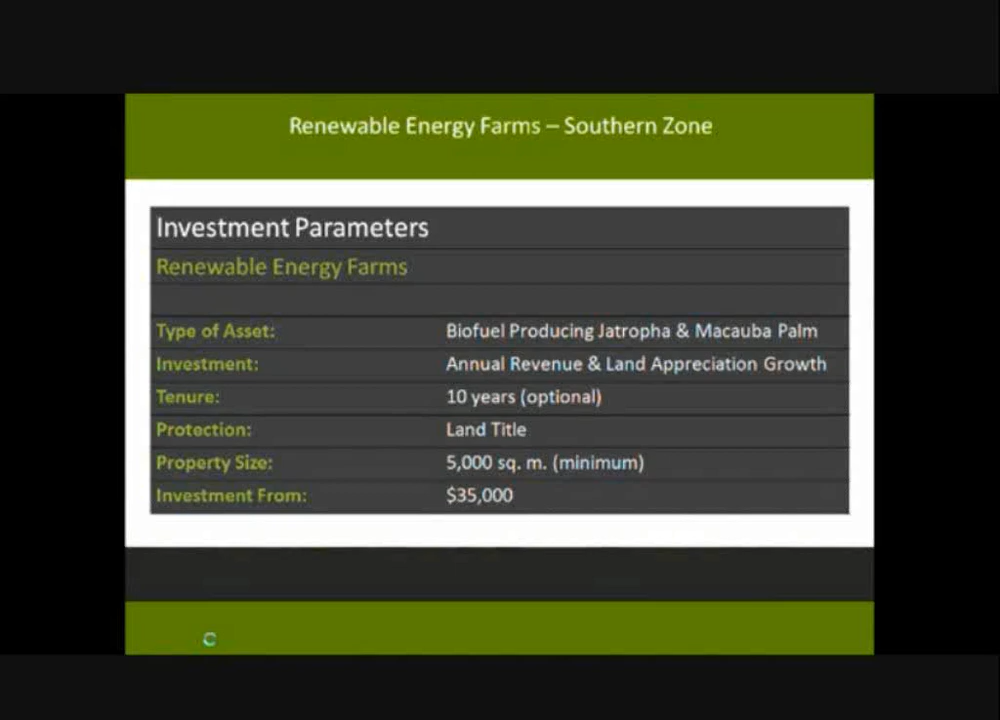 Renewable Energy Farms – Southern Zone
Investment Parameters
Renewable Energy Farms
Type of Asset: Biofuel Producing Jatropha & Macauba Palm
Investment: Annual Revenue & Land Appreciation Growth
Tenure: 10 years (optional)
Protection: Land Title
Property Size: 5,000 sq. m. (minimum)
Investment From: $35,000